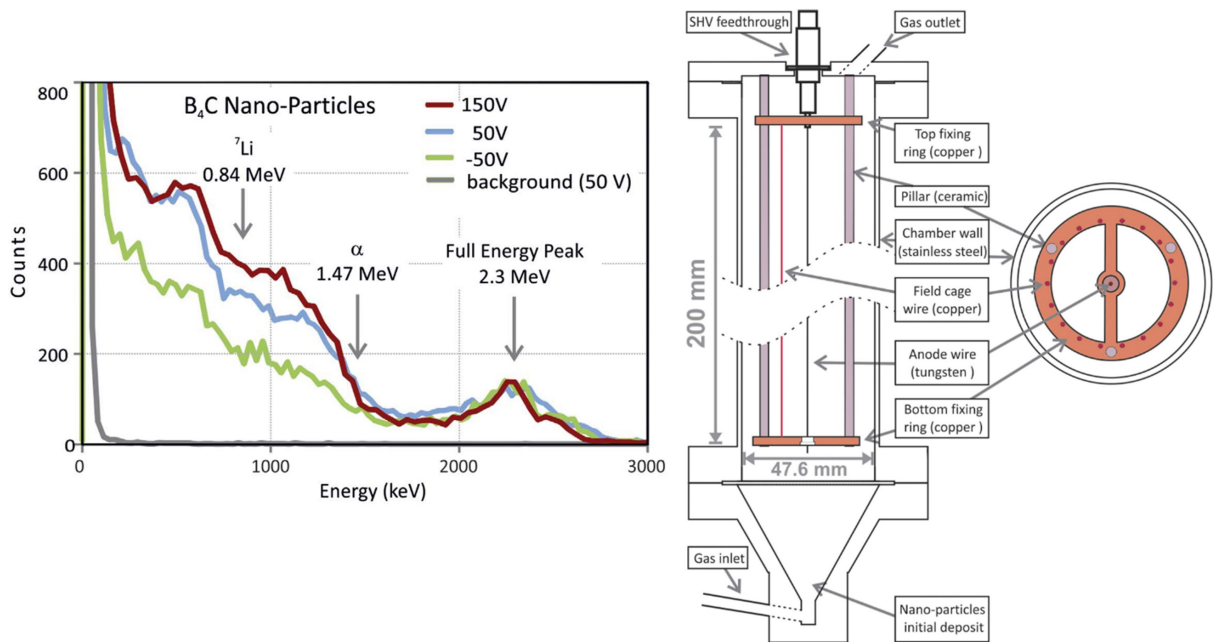 B₄C Nano-Particles
150V
50V
-50V
background (50 V)
⁷Li
0.84 MeV
α
1.47 MeV
Full Energy Peak
2.3 MeV
800
600
400
200
0
Counts
0
1000
2000
3000
Energy (keV)
SHV feedthrough
Gas outlet
Top fixing
ring (copper )
Pillar (ceramic)
Chamber wall
(stainless steel)
Field cage
wire (copper)
Anode wire
(tungsten )
Bottom fixing
ring (copper )
200 mm
47.6 mm
Gas inlet
Nano-particles
initial deposit